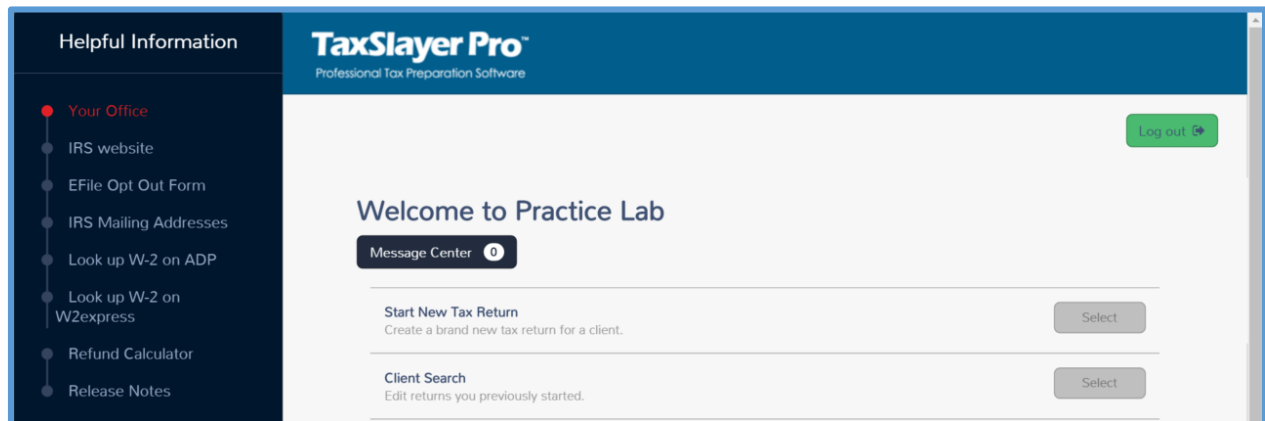 Helpful Information
Your Office
IRS website
EFile Opt Out Form
IRS Mailing Addresses
Look up W-2 on ADP
Look up W-2 on
W2express
Refund Calculator
Release Notes
TaxSlayer Pro™
Professional Tax Preparation Software
Log out
Welcome to Practice Lab
Message Center 0
Start New Tax Return
Create a brand new tax return for a client.
Select
Client Search
Edit returns you previously started.
Select